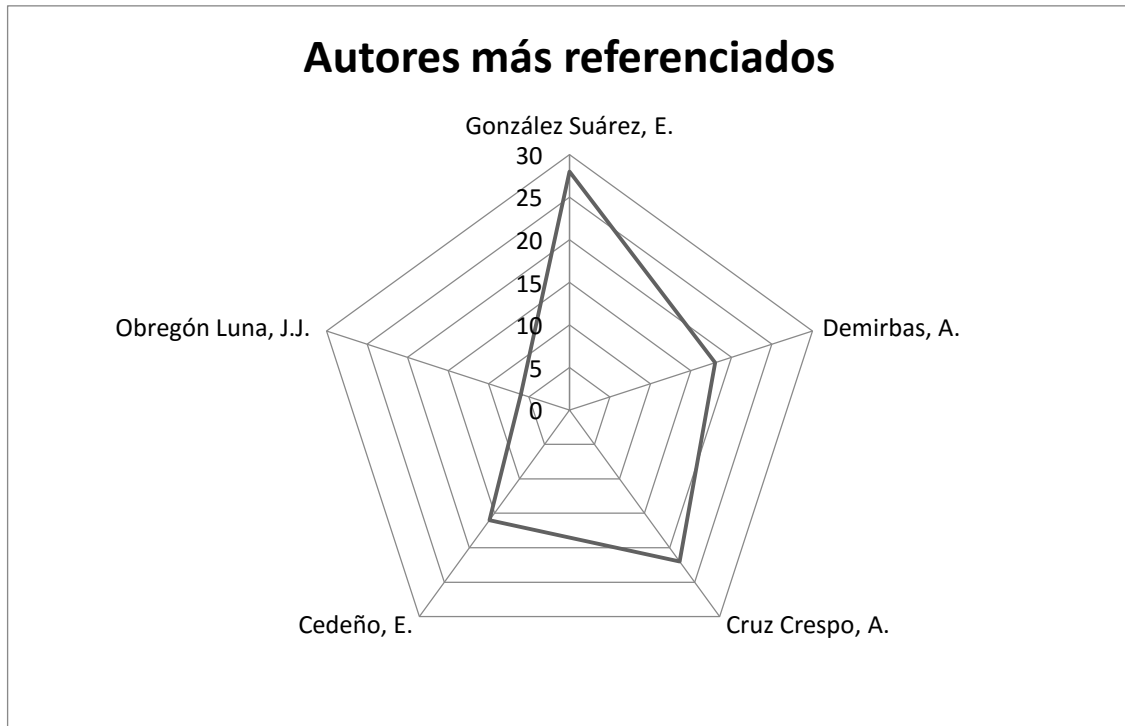 Autores más referenciados
González Suárez, E.
30
25
20
15
10
5
0
Obregón Luna, J.J.
Demirbas, A.
Cedeño, E.
Cruz Crespo, A.